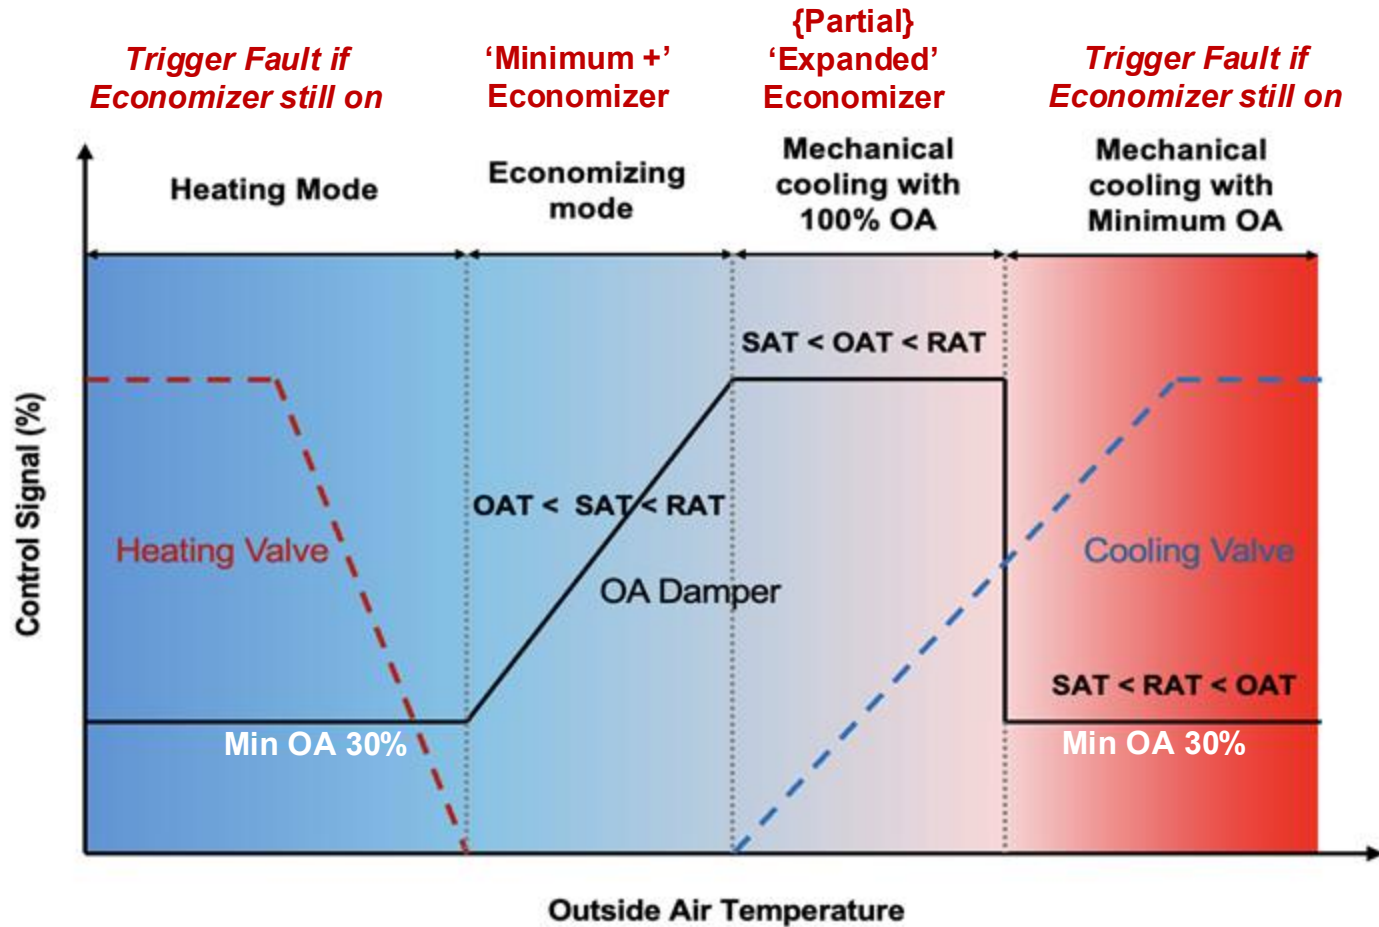 Trigger Fault if
Economizer still on
‘Minimum +’
Economizer
{Partial}
‘Expanded’
Economizer
Trigger Fault if
Economizer still on
Heating Mode
Economizing
mode
Mechanical
cooling with
100% OA
Mechanical
cooling with
Minimum OA
SAT < OAT < RAT
OAT < SAT < RAT
Heating Valve
OA Damper
Cooling Valve
SAT < RAT < OAT
Min OA 30%
Min OA 30%
Control Signal (%)
Outside Air Temperature